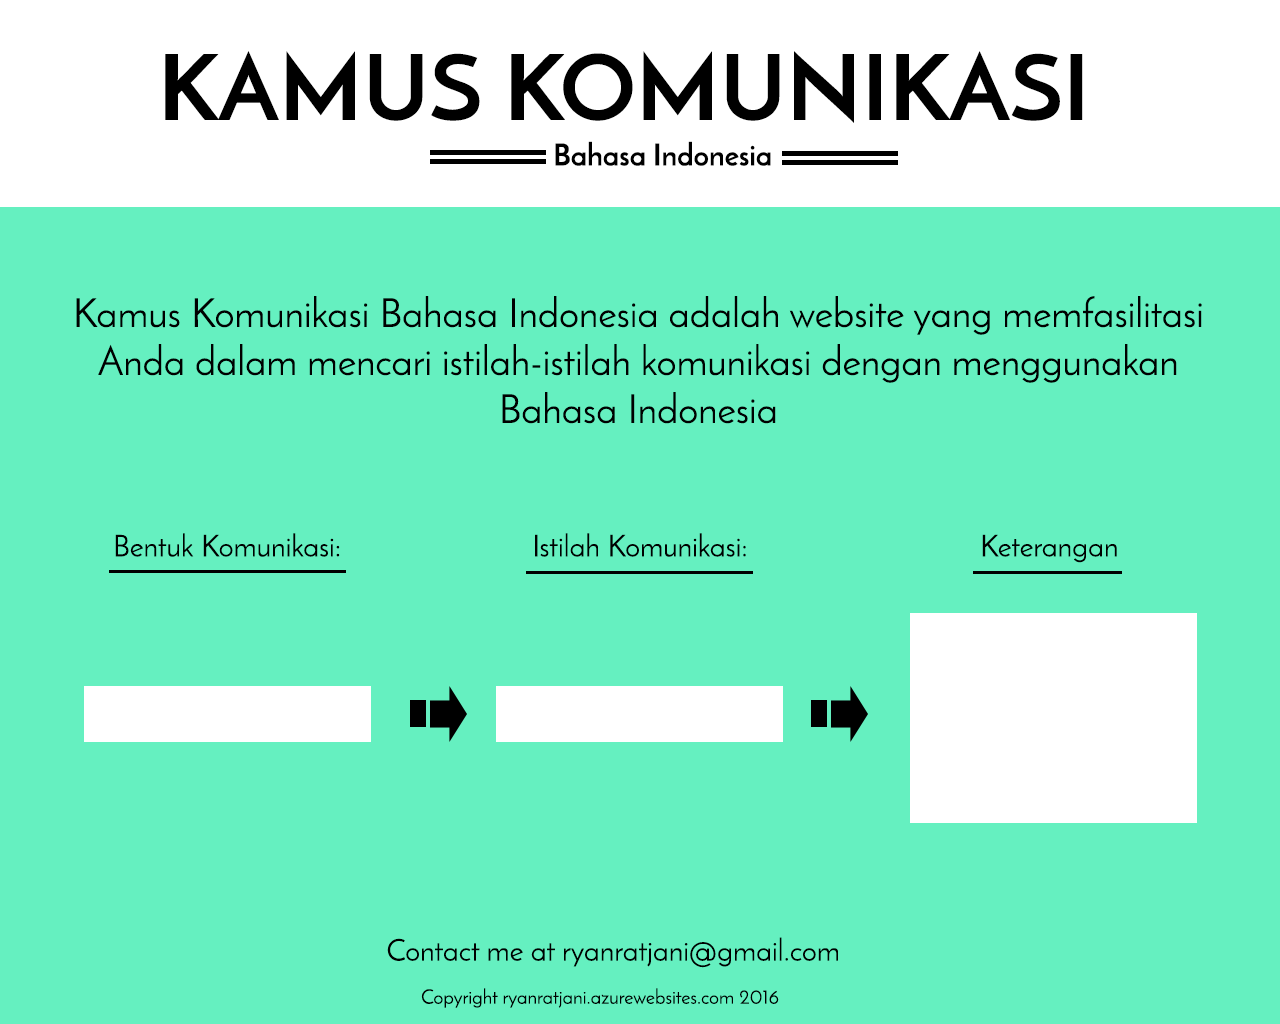 KAMUS KOMUNIKASI
Bahasa Indonesia
Kamus Komunikasi Bahasa Indonesia adalah website yang memfasilitasi
Anda dalam mencari istilah-istilah komunikasi dengan menggunakan
Bahasa Indonesia
Bentuk Komunikasi:
Istilah Komunikasi:
Keterangan
Contact me at ryanratjani@gmail.com
Copyright ryanratjani.azurewebsites.com 2016